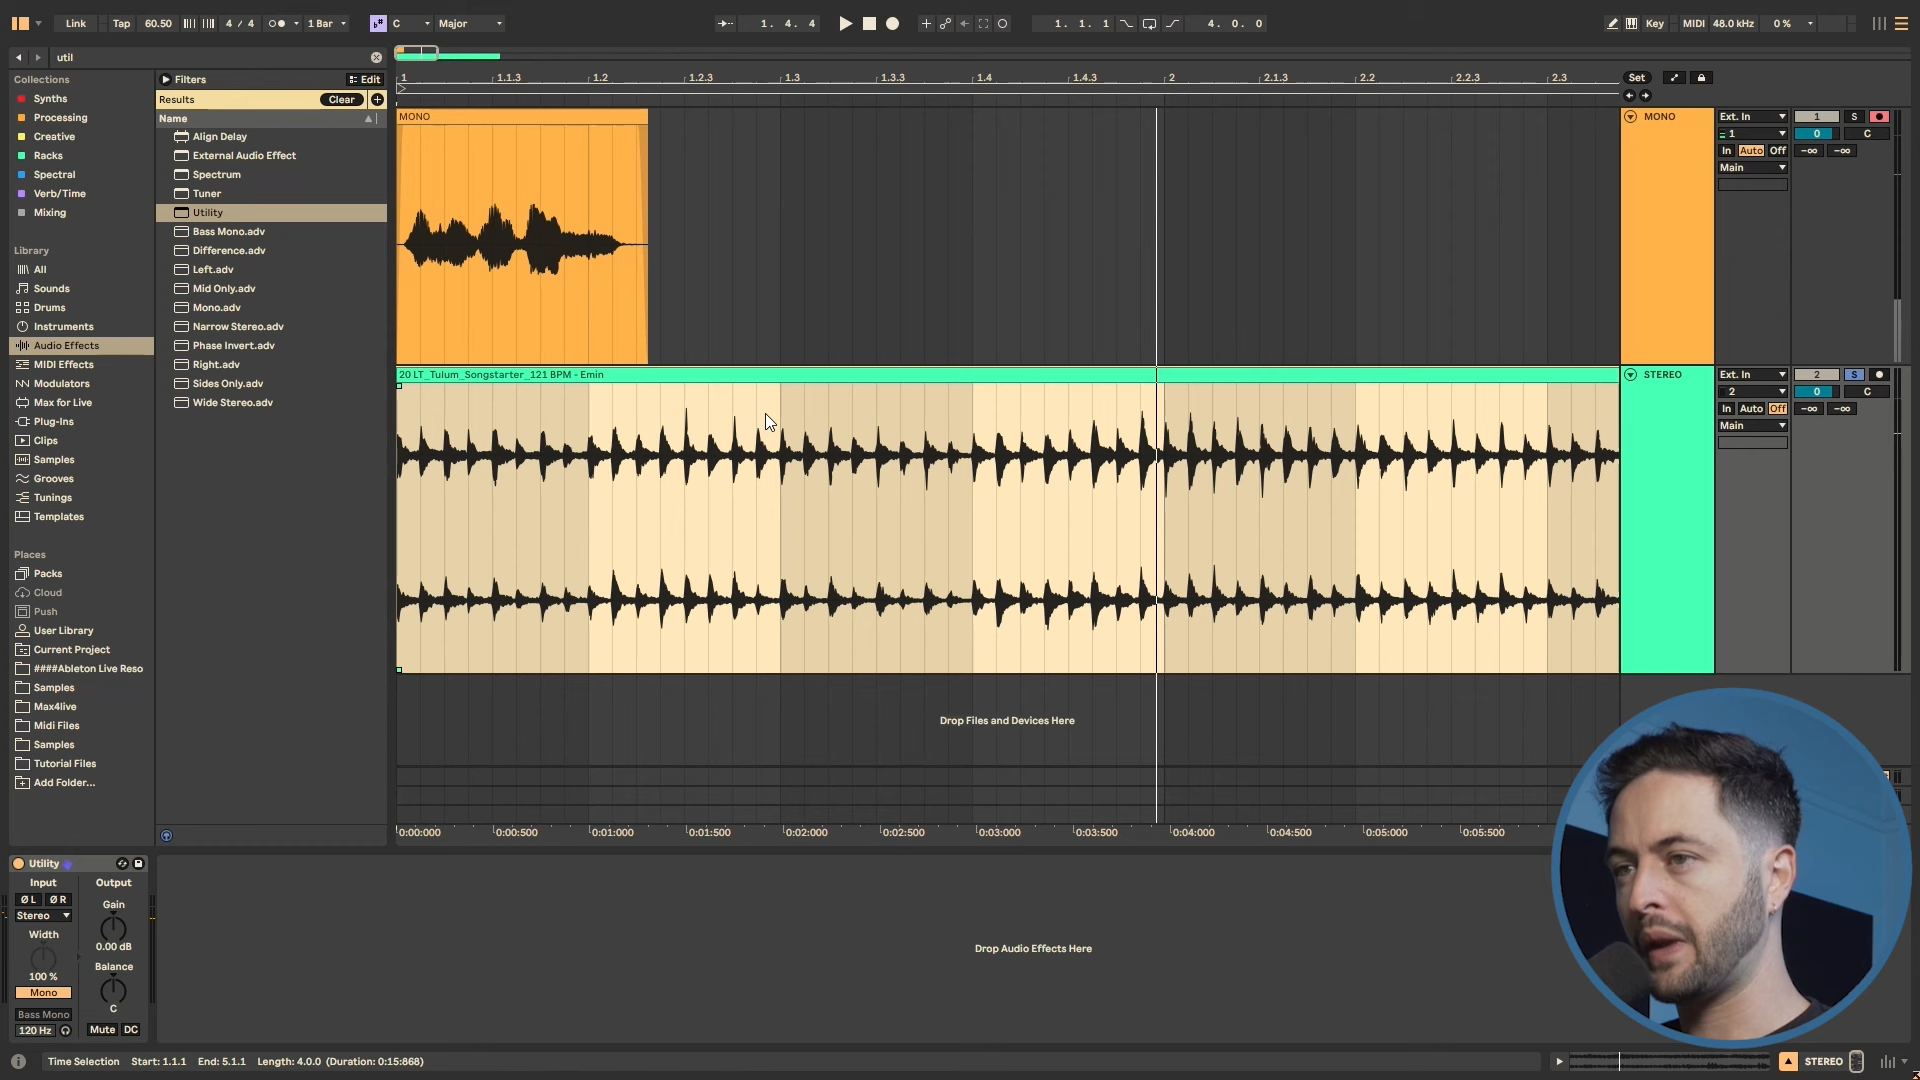 Link Tap 60.50 4 / 4 1 Bar C Major 1. 4. 4 1. 1. 1 4. 0. 0 Key MIDI 48.0 kHz 0 %
util
Collections
Synths
Processing
Creative
Racks
Spectral
Verb/Time
Mixing
Library
All
Sounds
Drums
Instruments
Audio Effects
MIDI Effects
Modulators
Max for Live
Plug-Ins
Clips
Samples
Grooves
Tunings
Templates
Places
Packs
Cloud
Push
User Library
Current Project
####Ableton Live Reso
Samples
Max4live
Midi Files
Samples
Tutorial Files
Add Folder...
Filters Edit
Results Clear
Name
Align Delay
External Audio Effect
Spectrum
Tuner
Utility
Bass Mono.adv
Difference.adv
Left.adv
Mid Only.adv
Mono.adv
Narrow Stereo.adv
Phase Invert.adv
Right.adv
Sides Only.adv
Wide Stereo.adv
1 1.1.3 1.2 1.2.3 1.3 1.3.3 1.4 1.4.3 2 2.1.3 2.2 2.2.3 2.3
Set
MONO
MONO
Ext. In 1 S
1 0 C
In Auto Off -∞ -∞
Main
20 LT_Tulum_Songstarter_121 BPM - Emin
STEREO
Ext. In 2 S
2 0 C
In Auto Off -∞ -∞
Main
Drop Files and Devices Here
0:00:000 0:00:500 0:01:000 0:01:500 0:02:000 0:02:500 0:03:000 0:03:500 0:04:000 0:04:500 0:05:000 0:05:500
Utility
Input Output
Ø L Ø R
Stereo
Gain
0.00 dB
Width
100 %
Balance
C
Mono
Bass Mono
120 Hz
Mute DC
Drop Audio Effects Here
Time Selection Start: 1.1.1 End: 5.1.1 Length: 4.0.0 (Duration: 0:15:868)
STEREO